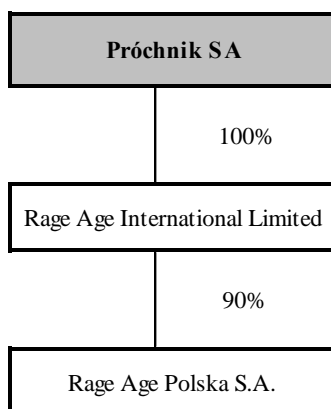 Próchnik SA
100%
Rage Age International Limited
90%
Rage Age Polska S.A.